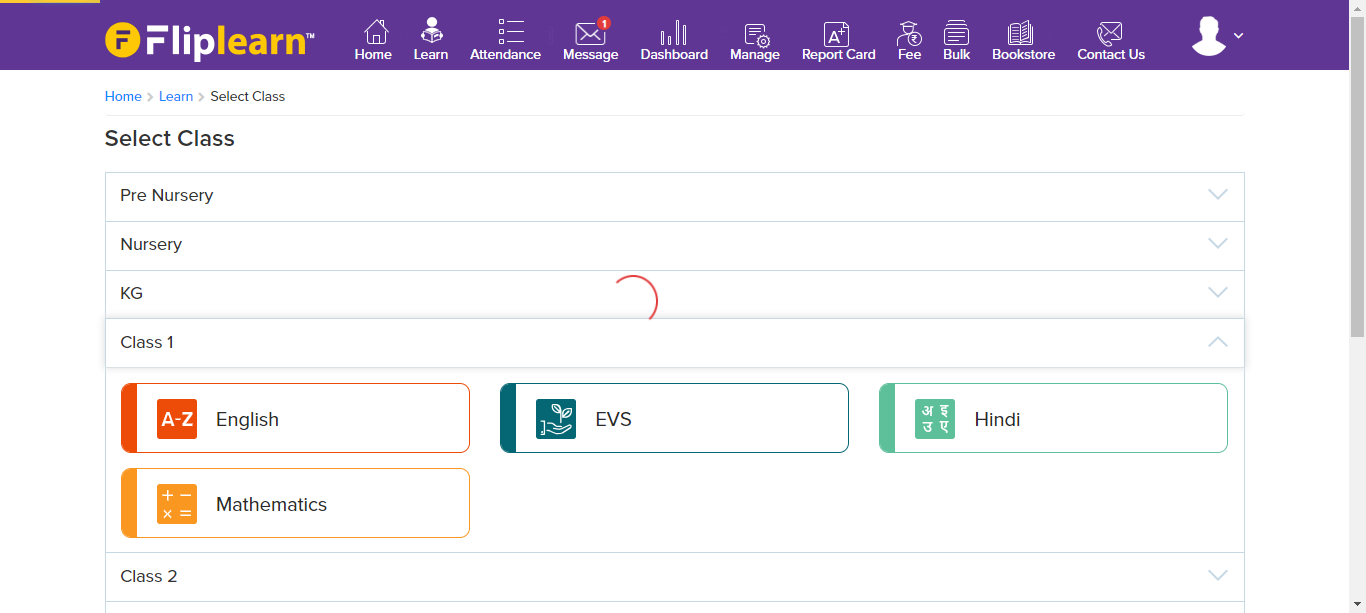 F Fliplearn™
Home Learn Attendance Message 1 Dashboard Manage Report Card Fee Bulk Bookstore Contact Us
A+
₹
Home > Learn > Select Class
Select Class
Pre Nursery
Nursery
KG
Class 1
A-Z English
EVS
अ इ
उ ए
Hindi
+ −
× =
Mathematics
Class 2